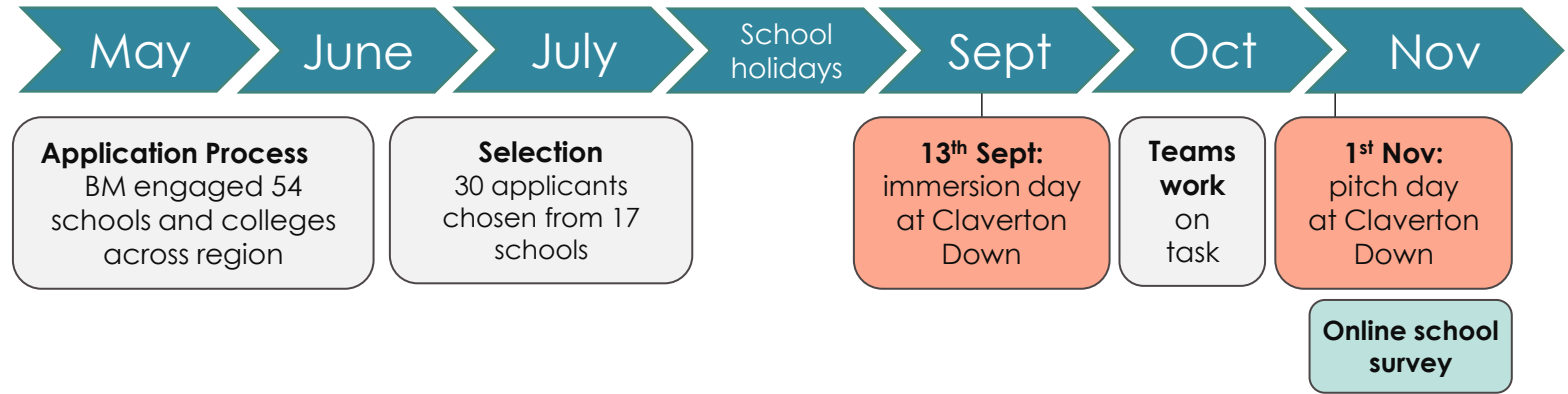 May
June
July
School
holidays
Sept
Oct
Nov
Application Process
BM engaged 54
schools and colleges
across region
Selection
30 applicants
chosen from 17
schools
13th Sept:
immersion day
at Claverton
Down
Teams
work
on
task
1st Nov:
pitch day
at Claverton
Down
Online school
survey